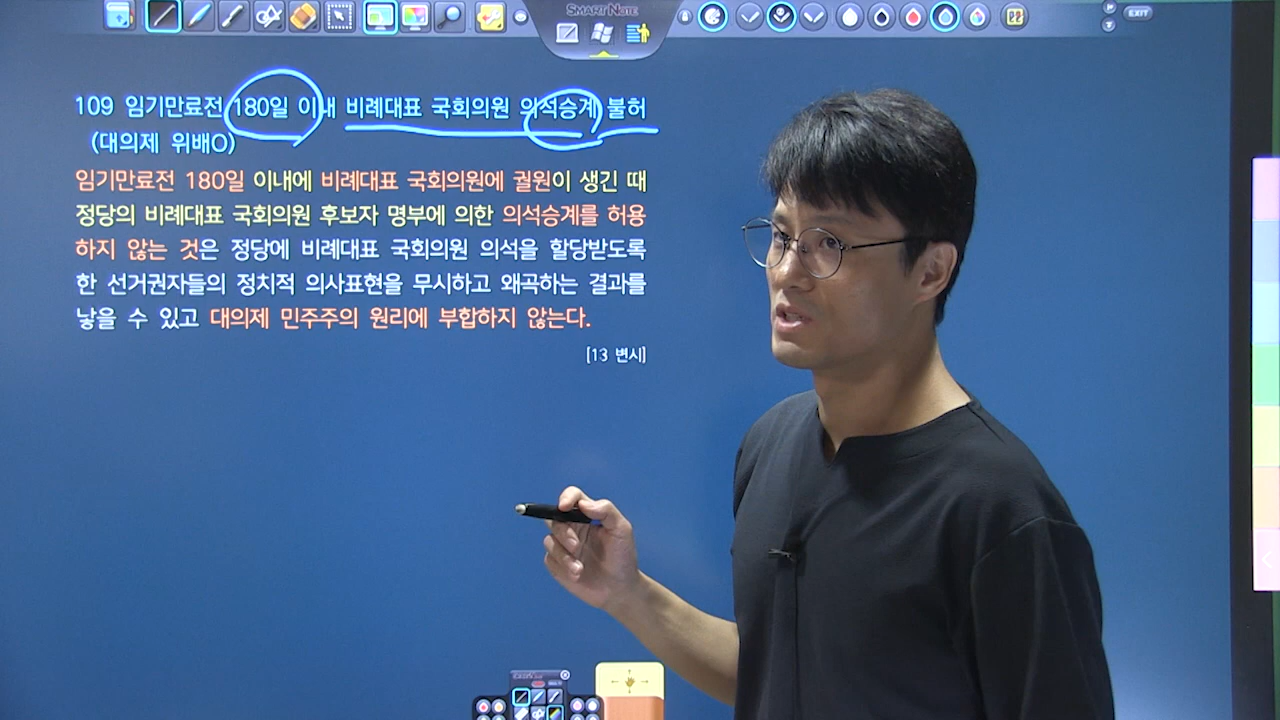 SMART NOTE
EXIT
109 임기만료전 180일 이내 비례대표 국회의원 의석승계 불허
(대의제 위배O)
임기만료전 180일 이내에 비례대표 국회의원에 궐원이 생긴 때
정당의 비례대표 국회의원 후보자 명부에 의한 의석승계를 허용
하지 않는 것은 정당에 비례대표 국회의원 의석을 할당받도록
한 선거권자들의 정치적 의사표현을 무시하고 왜곡하는 결과를
낳을 수 있고 대의제 민주주의 원리에 부합하지 않는다.
[13 변시]